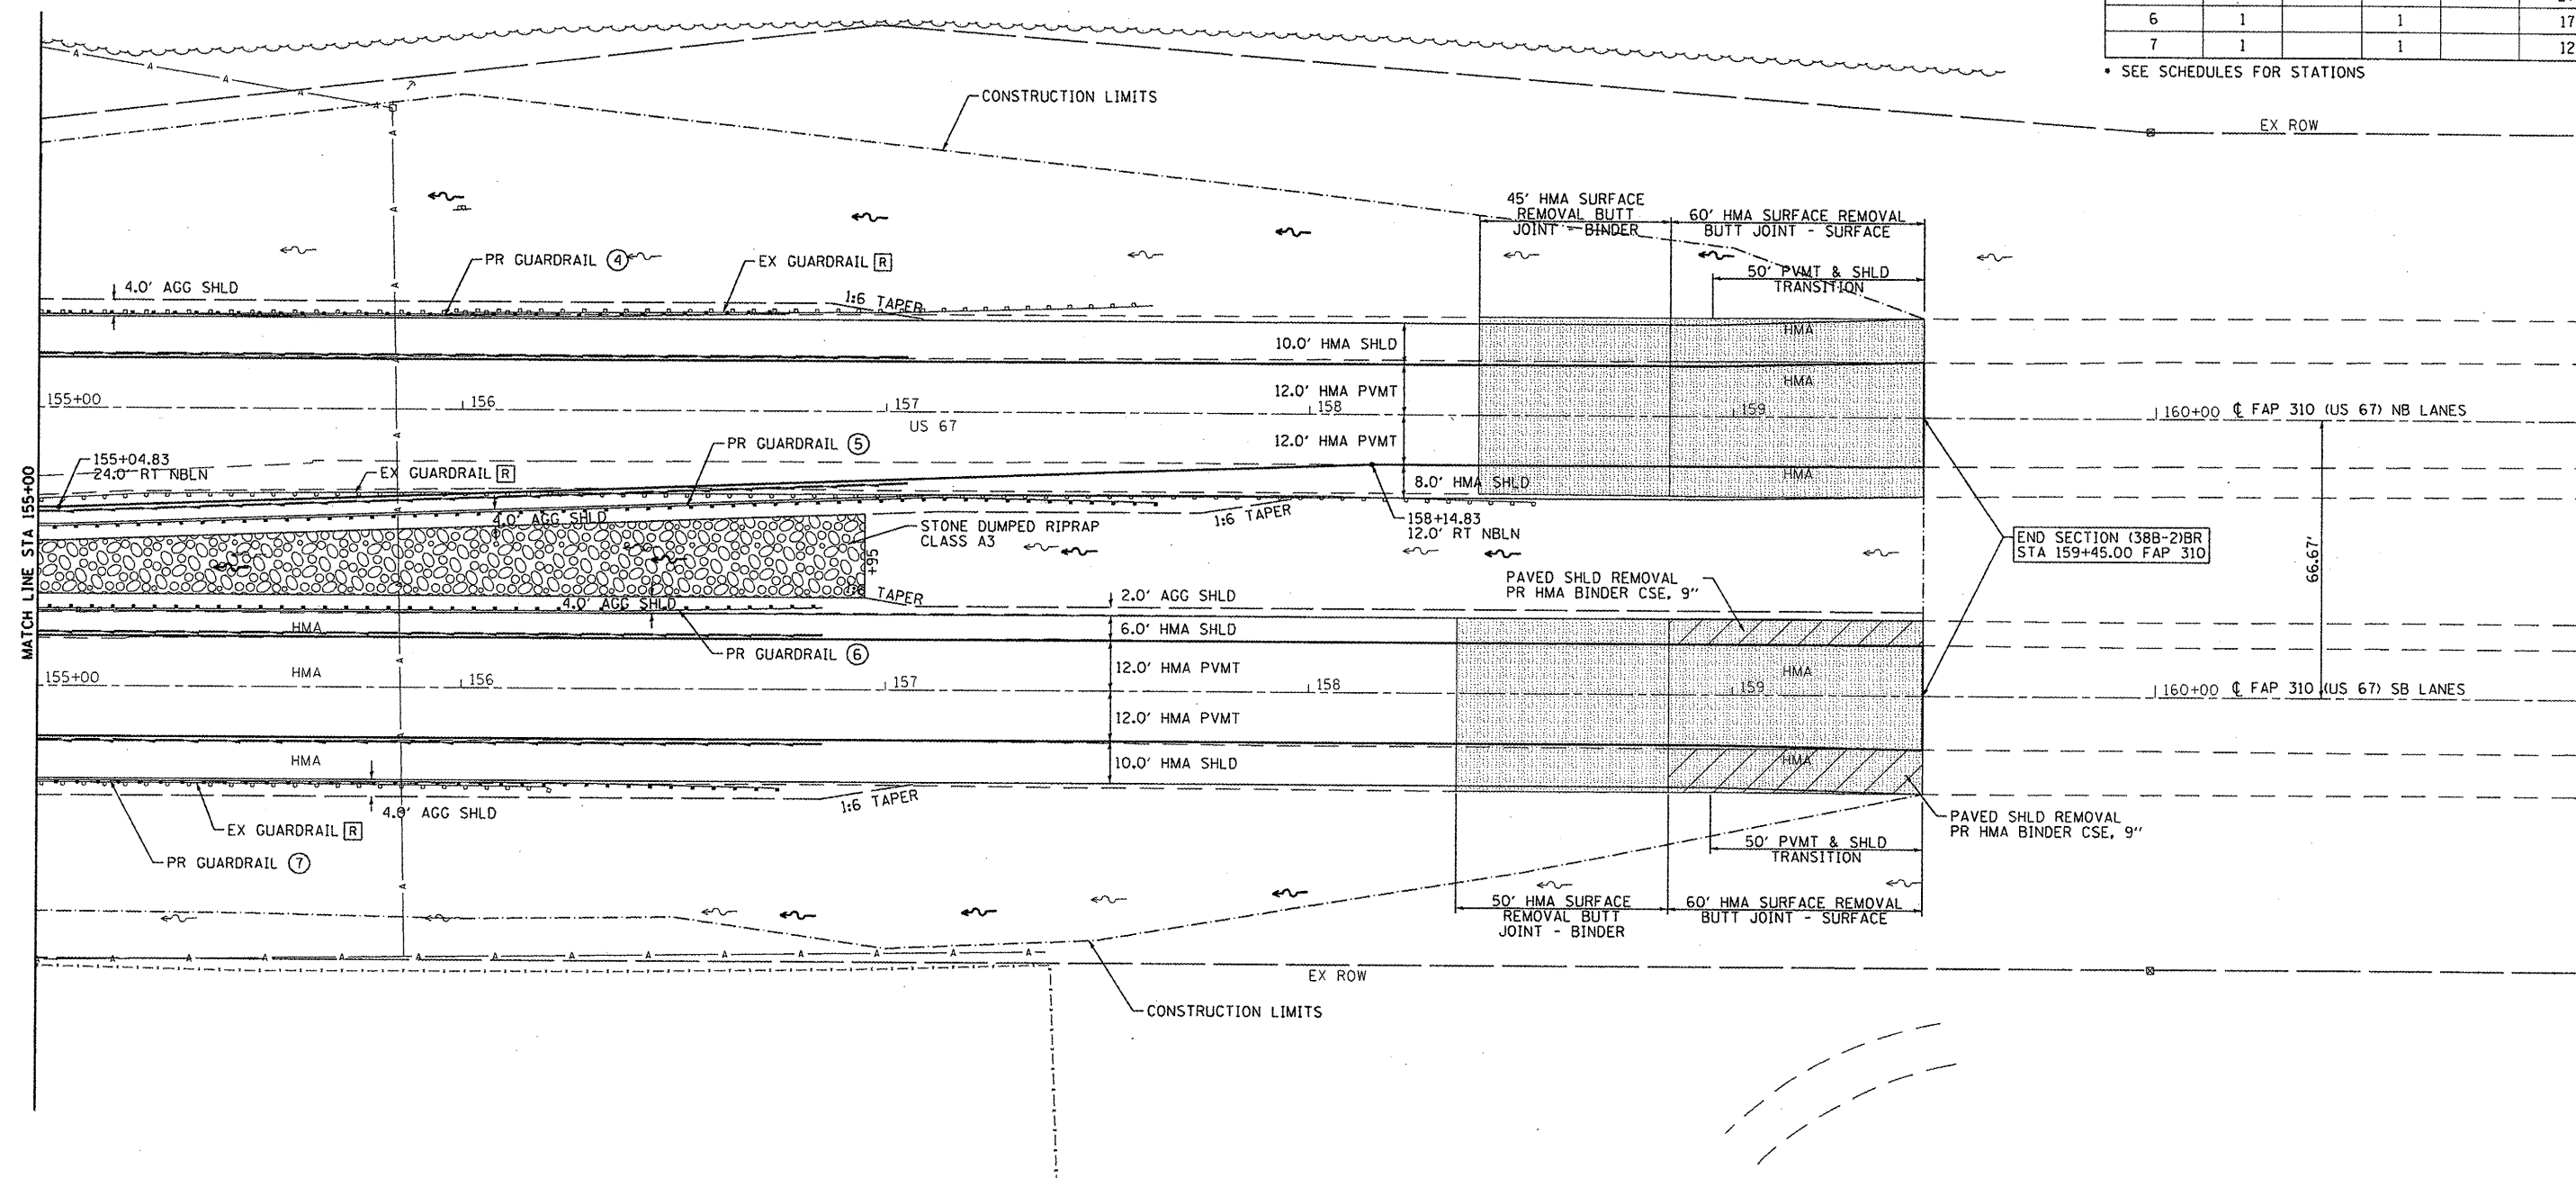 6 1 1 17
7 1 1 12
* SEE SCHEDULES FOR STATIONS
CONSTRUCTION LIMITS
EX ROW
45' HMA SURFACE
REMOVAL BUTT
JOINT - BINDER
60' HMA SURFACE REMOVAL
BUTT JOINT - SURFACE
50' PVMT & SHLD
TRANSITION
PR GUARDRAIL 4
EX GUARDRAIL R
4.0' AGG SHLD
1:6 TAPER
HMA
10.0' HMA SHLD
12.0' HMA PVMT
HMA
155+00
156
157
158
159
160+00 ℄ FAP 310 (US 67) NB LANES
US 67
12.0' HMA PVMT
PR GUARDRAIL 5
155+04.83
24.0' RT NBLN
EX GUARDRAIL R
HMA
8.0' HMA SHLD
1:6 TAPER
4.0' AGG SHLD
STONE DUMPED RIPRAP
CLASS A3
158+14.83
12.0' RT NBLN
END SECTION (38B-2)BR
STA 159+45.00 FAP 310
66.67'
MATCH LINE STA 155+00
+95
PAVED SHLD REMOVAL
PR HMA BINDER CSE, 9"
1:6 TAPER
2.0' AGG SHLD
4.0' AGG SHLD
HMA
6.0' HMA SHLD
PR GUARDRAIL 6
HMA
12.0' HMA PVMT
HMA
155+00
156
157
158
159
160+00 ℄ FAP 310 (US 67) SB LANES
12.0' HMA PVMT
HMA
10.0' HMA SHLD
HMA
1:6 TAPER
4.0' AGG SHLD
EX GUARDRAIL R
PR GUARDRAIL 7
PAVED SHLD REMOVAL
PR HMA BINDER CSE, 9"
50' PVMT & SHLD
TRANSITION
50' HMA SURFACE
REMOVAL BUTT
JOINT - BINDER
60' HMA SURFACE REMOVAL
BUTT JOINT - SURFACE
EX ROW
CONSTRUCTION LIMITS